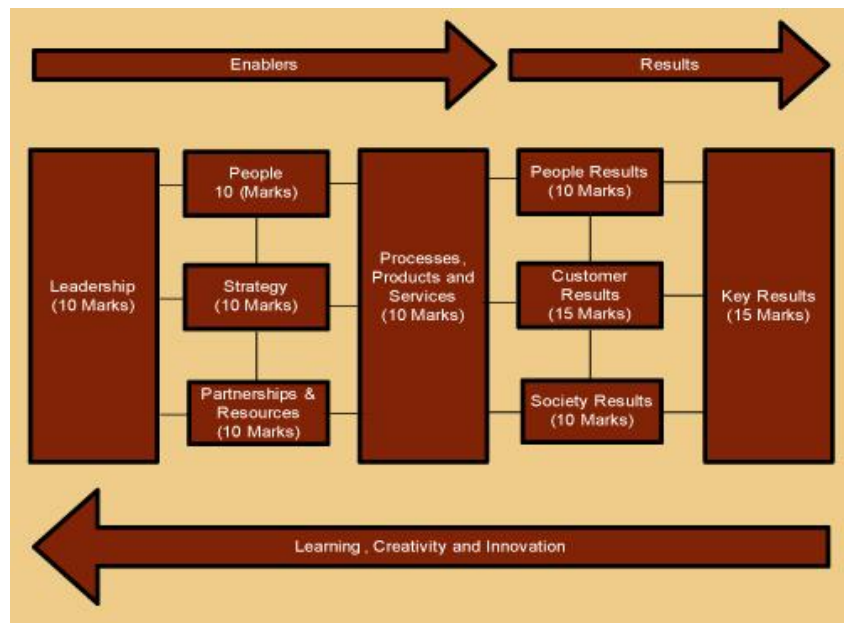 Enablers
Results
Leadership
(10 Marks)
People
10 (Marks)
Strategy
(10 Marks)
Partnerships &
Resources
(10 Marks)
Processes,
Products and
Services
(10 Marks)
People Results
(10 Marks)
Customer
Results
(15 Marks)
Society Results
(10 Marks)
Key Results
(15 Marks)
Learning, Creativity and Innovation